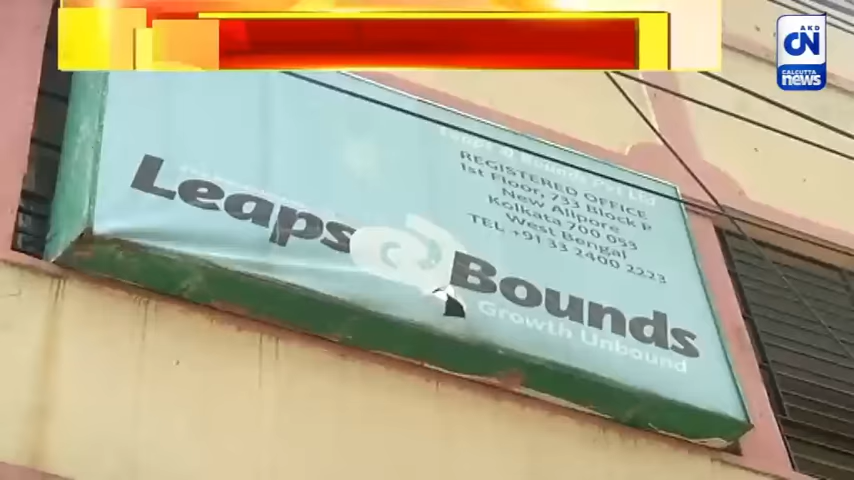 AKD
CN
CALCUTTA
news
Leaps & Bounds Pvt Ltd
REGISTERED OFFICE
1st Floor, 733 Block P
New Alipore
Kolkata 700 053
West Bengal
TEL +91 33 2400 2223
Leaps & Bounds
Growth Unbound